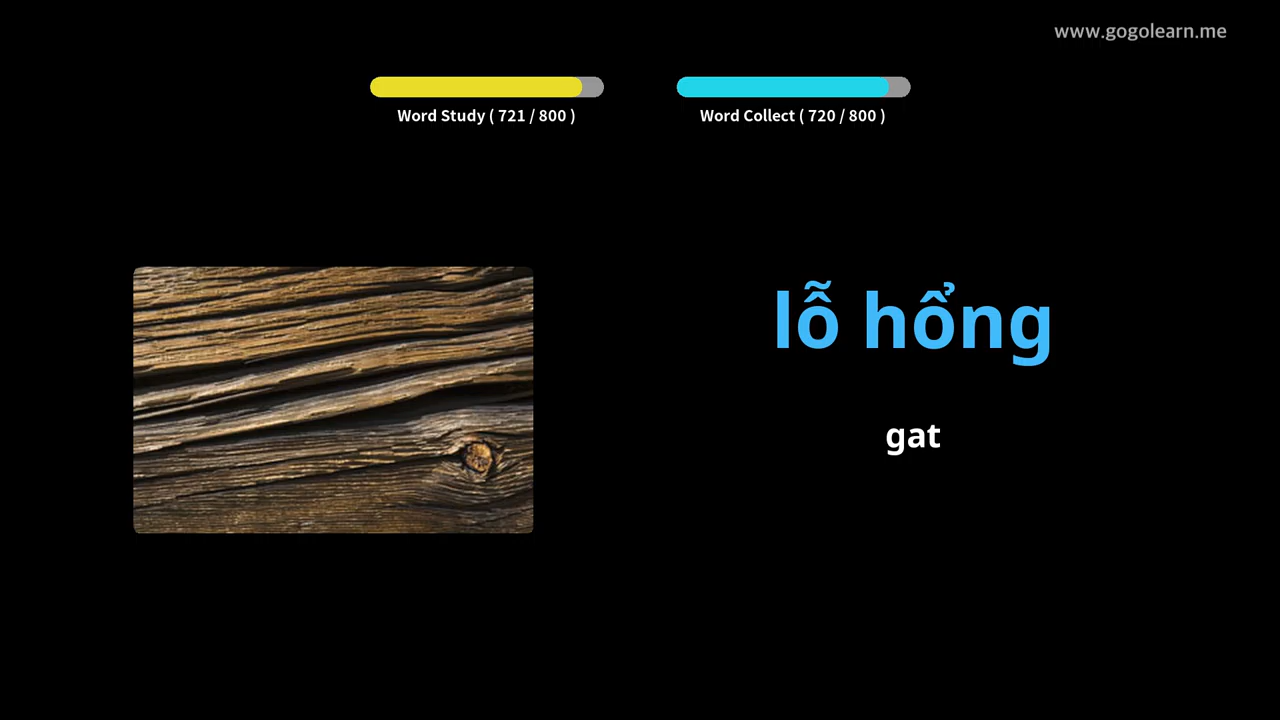 www.gogolearn.me
Word Study ( 721 / 800 )
Word Collect ( 720 / 800 )
lỗ hổng
gat